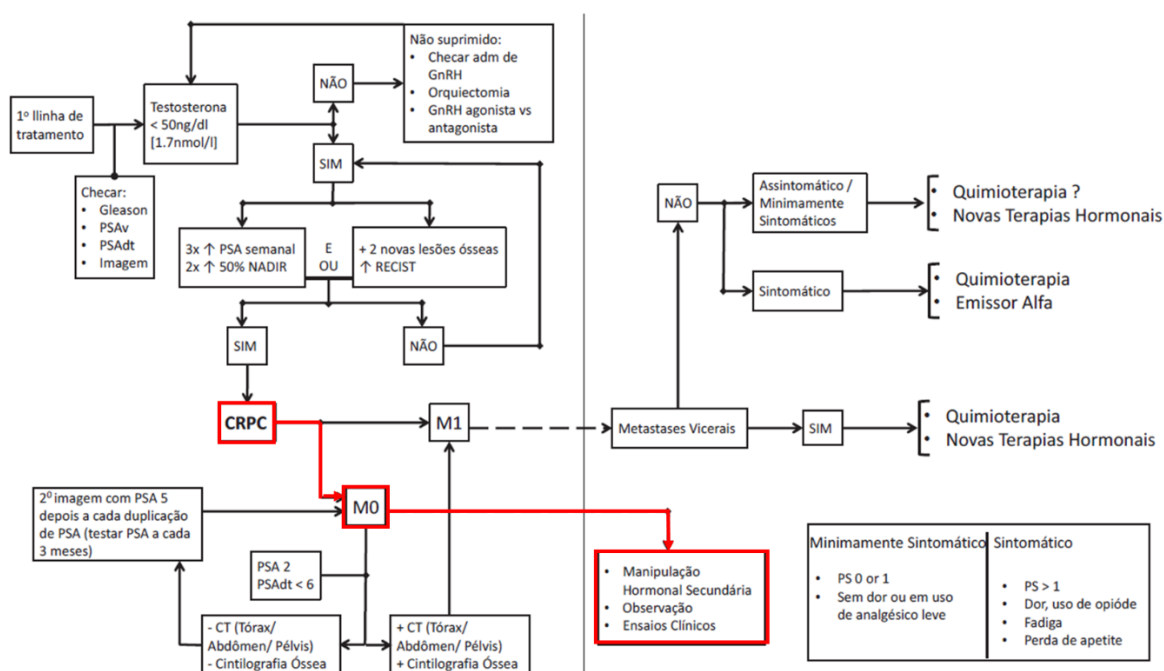 1º llinha de
tratamento
Checar:
• Gleason
• PSAv
• PSAdt
• Imagem
Testosterona
< 50ng/dl
[1.7nmol/l]
NÃO
Não suprimido:
• Checar adm de
GnRH
• Orquiectomia
• GnRH agonista vs
antagonista
SIM
3x ↑ PSA semanal
2x ↑ 50% NADIR
E
OU
+ 2 novas lesões ósseas
↑ RECIST
SIM
NÃO
CRPC
M1
M0
2º imagem com PSA 5
depois a cada duplicação
de PSA (testar PSA a cada
3 meses)
PSA 2
PSAdt < 6
- CT (Tórax/
Abdômen/ Pélvis)
- Cintilografia Óssea
+ CT (Tórax/
Abdômen/ Pélvis)
+ Cintilografia Óssea
NÃO
Assintomático /
Minimamente
Sintomáticos
• Quimioterapia ?
• Novas Terapias Hormonais
Sintomático
• Quimioterapia
• Emissor Alfa
Metastases Vicerais
SIM
• Quimioterapia
• Novas Terapias Hormonais
• Manipulação
Hormonal Secundária
• Observação
• Ensaios Clínicos
Minimamente Sintomático
• PS 0 or 1
• Sem dor ou em uso
de analgésico leve
Sintomático
• PS > 1
• Dor, uso de opióde
• Fadiga
• Perda de apetite